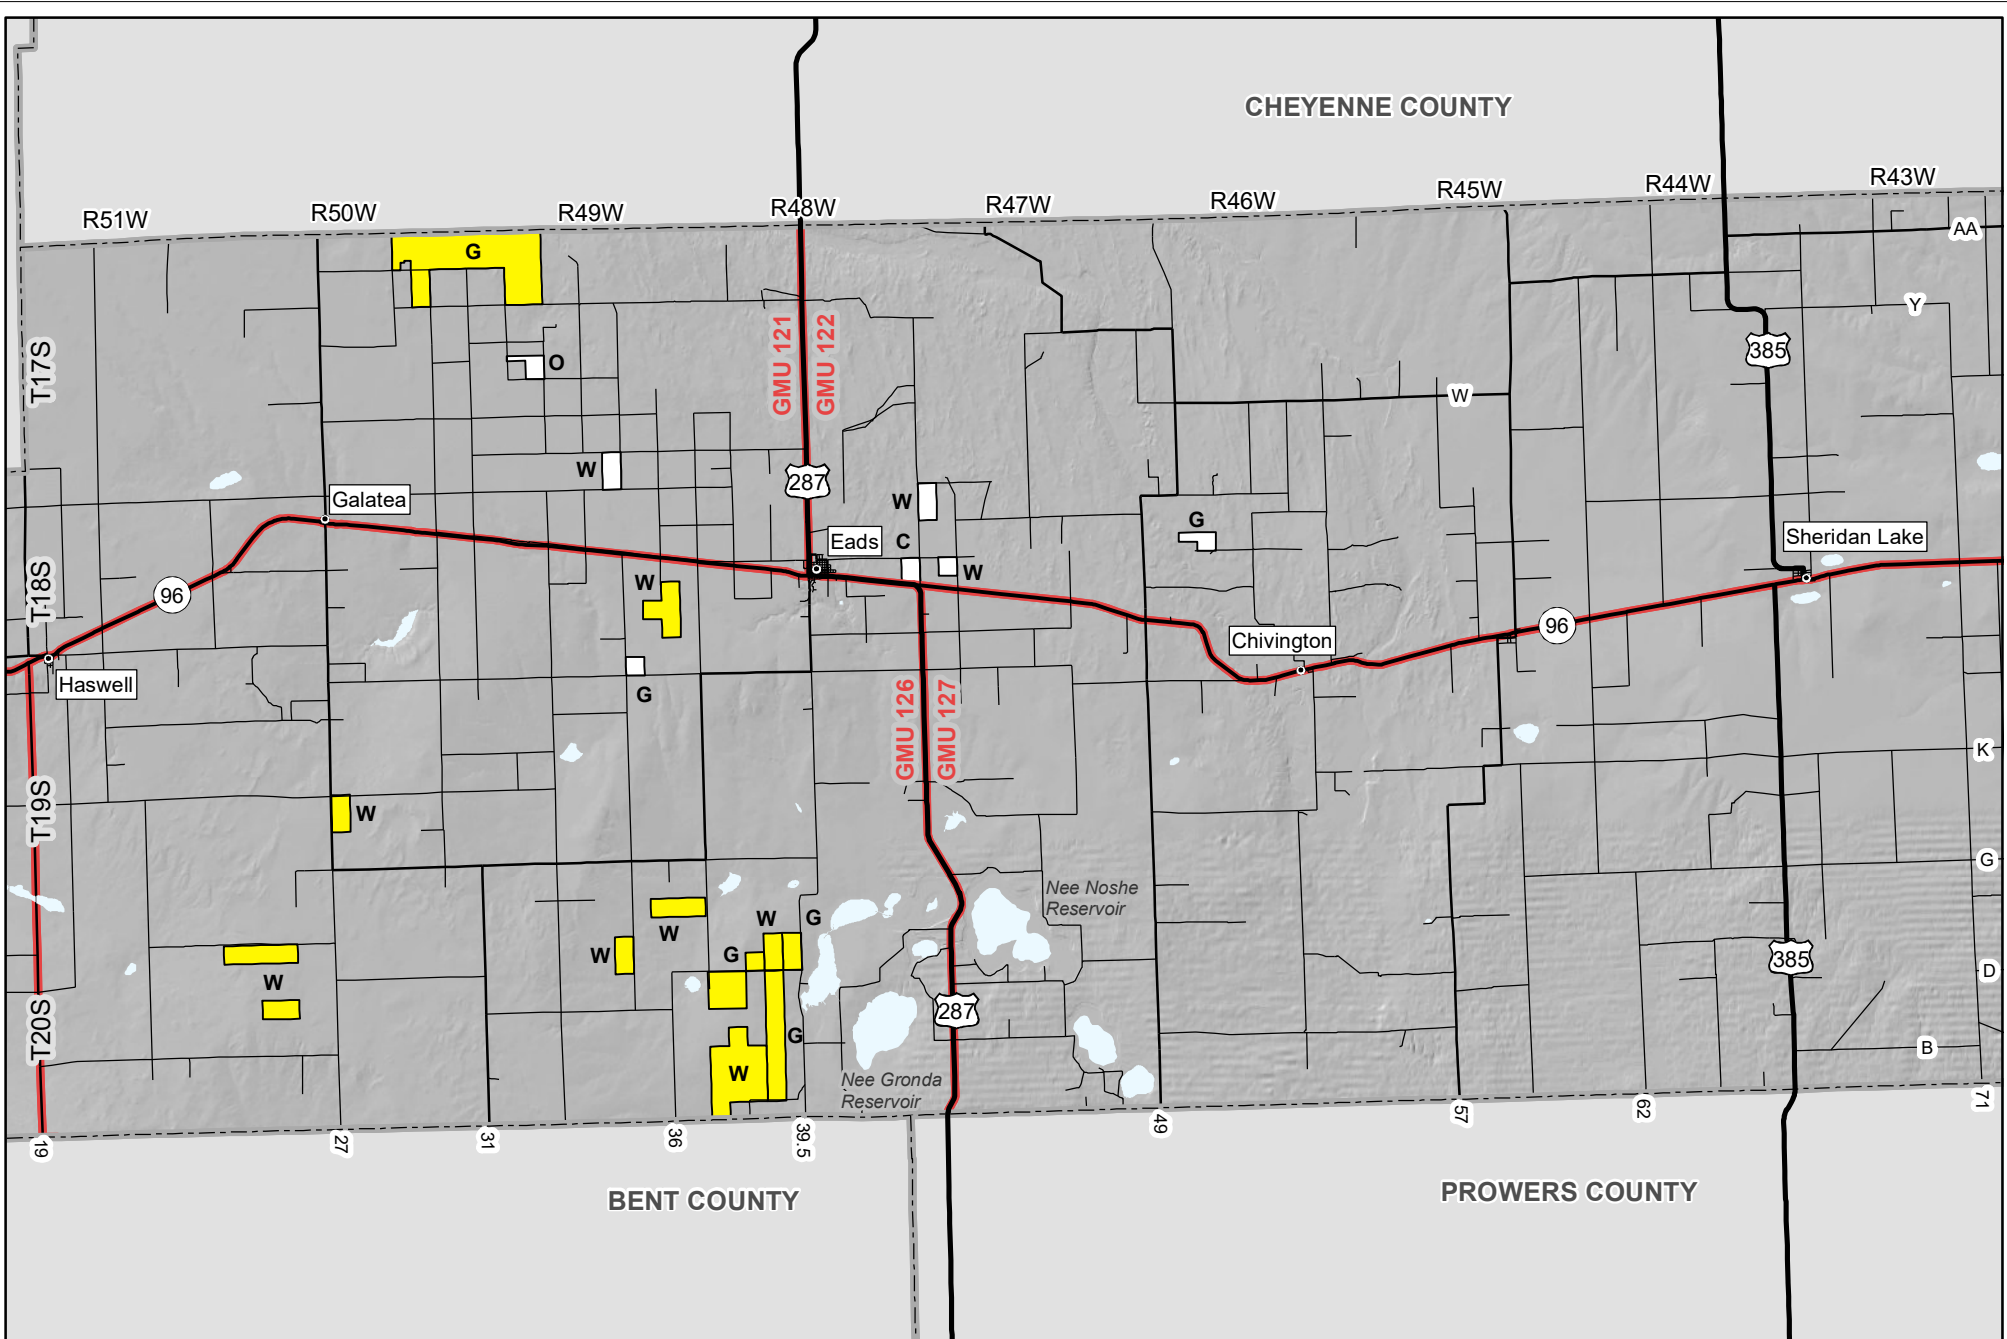 CHEYENNE COUNTY
R51W
R50W
R49W
R48W
R47W
R46W
R45W
R44W
R43W
AA
G
Y
T17S
GMU 121
GMU 122
385
O
W
W
287
W
Galatea
W
G
Eads
C
Sheridan Lake
W
T18S
96
W
96
Chivington
Haswell
G
GMU 126
GMU 127
K
T19S
W
G
Nee Noshe
Reservoir
W
G
W
W
G
385
D
W
287
T20S
G
B
W
Nee Gronda
Reservoir
19
27
31
36
39.5
49
57
62
71
BENT COUNTY
PROWERS COUNTY